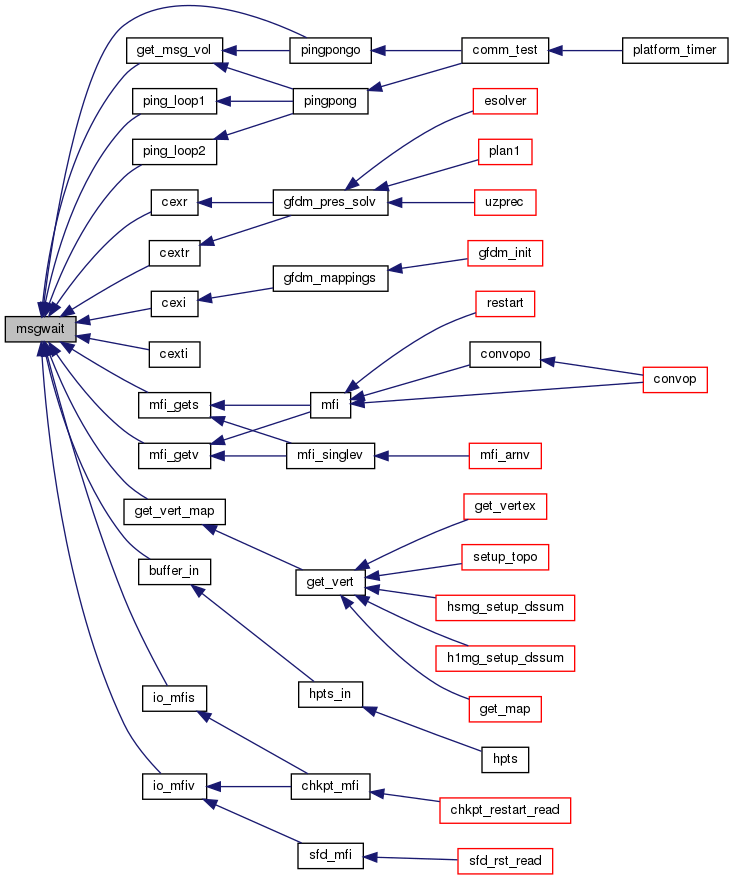 msgwait
get_msg_vol
pingpongo
comm_test
platform_timer
ping_loop1
pingpong
esolver
ping_loop2
plan1
cexr
gfdm_pres_solv
uzprec
cextr
gfdm_init
cexi
gfdm_mappings
restart
cexti
convopo
convop
mfi_gets
mfi
mfi_getv
mfi_singlev
mfi_arnv
get_vert_map
get_vertex
buffer_in
get_vert
setup_topo
hsmg_setup_dssum
h1mg_setup_dssum
io_mfis
hpts_in
get_map
hpts
io_mfiv
chkpt_mfi
chkpt_restart_read
sfd_mfi
sfd_rst_read